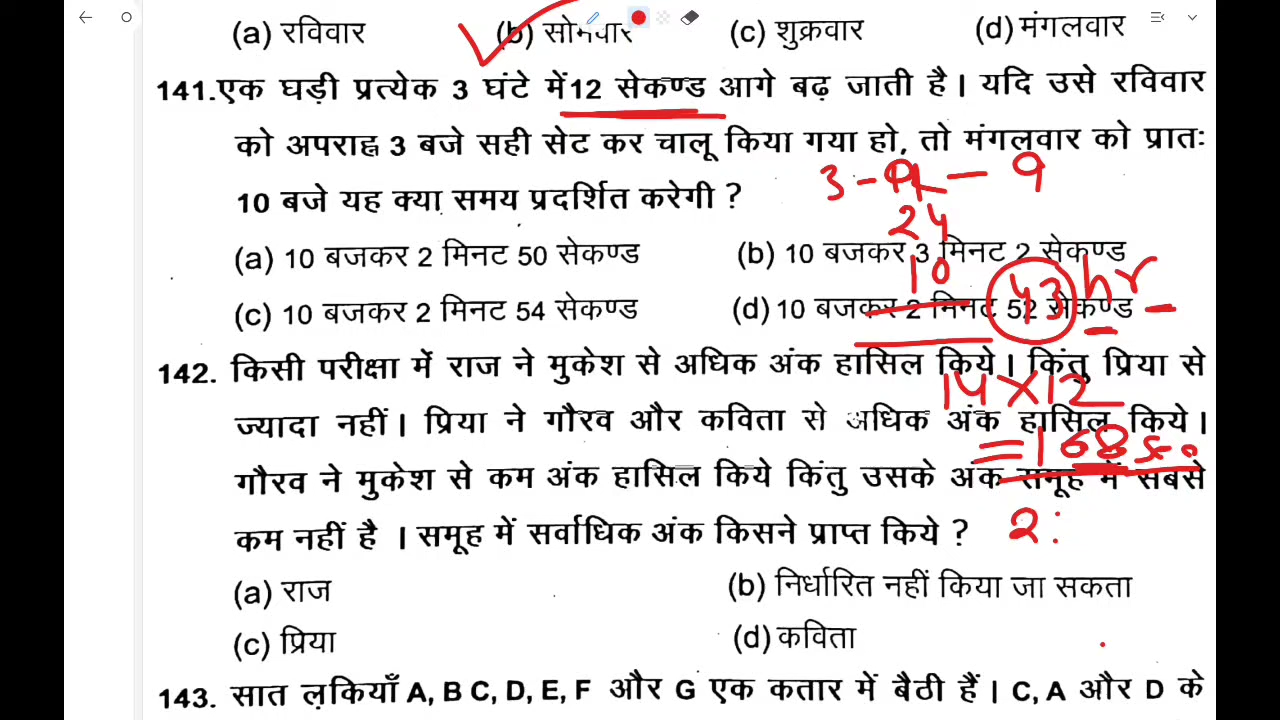 (a) रविवार (b) सोमवार (c) शुक्रवार (d) मंगलवार
141.एक घड़ी प्रत्येक 3 घंटे में 12 सेकण्ड आगे बढ़ जाती है। यदि उसे रविवार
को अपराह्न 3 बजे सही सेट कर चालू किया गया हो, तो मंगलवार को प्रातः
10 बजे यह क्या समय प्रदर्शित करेगी ?
3 - - 9
24
(a) 10 बजकर 2 मिनट 50 सेकण्ड (b) 10 बजकर 3 मिनट 2 सेकण्ड
10 43 hr
(c) 10 बजकर 2 मिनट 54 सेकण्ड (d) 10 बजकर 2 मिनट 52 सेकण्ड
142. किसी परीक्षा में राज ने मुकेश से अधिक अंक हासिल किये। किंतु प्रिया से
14 × 12
ज्यादा नहीं। प्रिया ने गौरव और कविता से अधिक अंक हासिल किये।
= 168
गौरव ने मुकेश से कम अंक हासिल किये किंतु उसके अंक समूह में सबसे
कम नहीं है । समूह में सर्वाधिक अंक किसने प्राप्त किये ? 2:
(a) राज (b) निर्धारित नहीं किया जा सकता
(c) प्रिया (d) कविता
143. सात लड़कियाँ A, B C, D, E, F और G एक कतार में बैठी हैं। C, A और D के